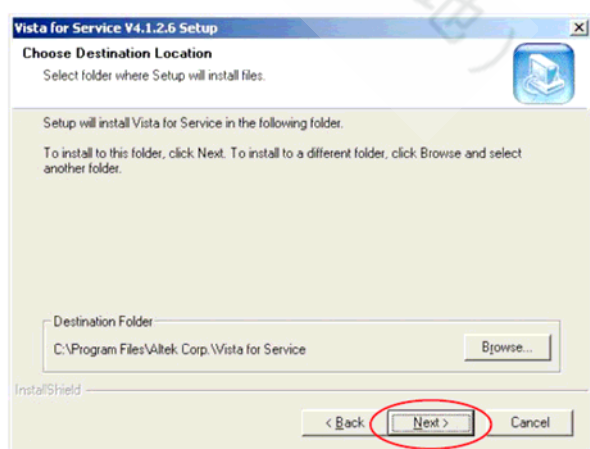 Vista for Service V4.1.2.6 Setup
Choose Destination Location
Select folder where Setup will install files.
Setup will install Vista for Service in the following folder.
To install to this folder, click Next. To install to a different folder, click Browse and select
another folder.
Destination Folder
C:\Program Files\Altek Corp.\Vista for Service
Browse...
InstallShield
< Back
Next >
Cancel